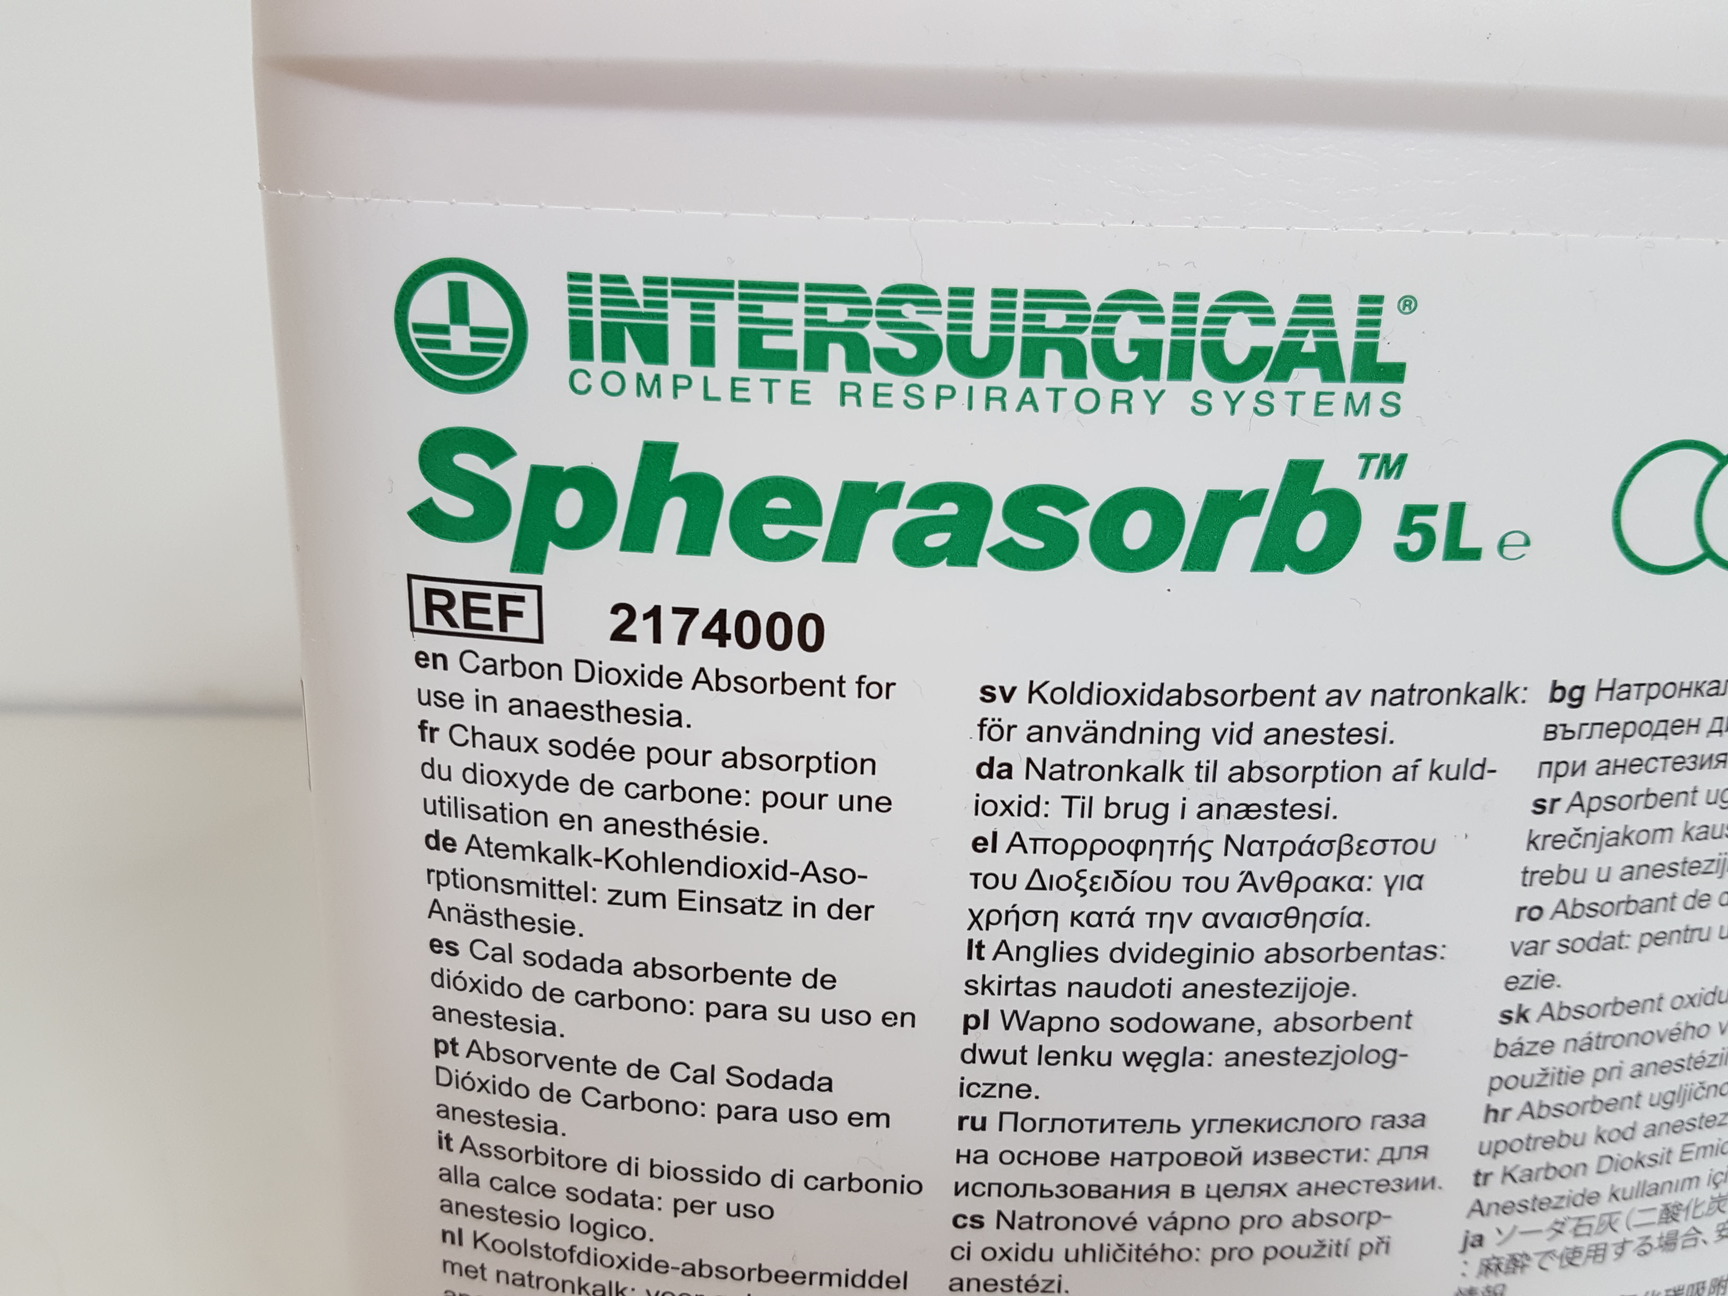 INTERSURGICAL®
COMPLETE RESPIRATORY SYSTEMS
Spherasorb™ 5L ℮
REF 2174000
en Carbon Dioxide Absorbent for
use in anaesthesia.
fr Chaux sodée pour absorption
du dioxyde de carbone: pour une
utilisation en anesthésie.
de Atemkalk-Kohlendioxid-Aso-
rptionsmittel: zum Einsatz in der
Anästhesie.
es Cal sodada absorbente de
dióxido de carbono: para su uso en
anestesia.
pt Absorvente de Cal Sodada
Dióxido de Carbono: para uso em
anestesia.
it Assorbitore di biossido di carbonio
alla calce sodata: per uso
anestesio logico.
nl Koolstofdioxide-absorbeermiddel
met natronkalk:
sv Koldioxidabsorbent av natronkalk:
för användning vid anestesi.
da Natronkalk til absorption af kuld-
ioxid: Til brug i anæstesi.
el Απορροφητής Νατράσβεστου
του Διοξειδίου του Άνθρακα: για
χρήση κατά την αναισθησία.
lt Anglies dvideginio absorbentas:
skirtas naudoti anestezijoje.
pl Wapno sodowane, absorbent
dwut lenku węgla: anestezjolog-
iczne.
ru Поглотитель углекислого газа
на основе натровой извести: для
использования в целях анестезии.
cs Natronové vápno pro absorp-
ci oxidu uhličitého: pro použití při
anestézi.
bg Натронкал
въглероден
при анестезия
sr Apsorbent
krečnjakom
trebu u
ro Absorbant de
var sodat: pentru
ezie.
sk Absorbent
báze nátronového
použitie pri
hr Absorbent
upotrebu kod
tr Karbon Dioksit
Anestezide kullanım
ja ソーダ石灰（二酸化炭
：麻酔で使用する場合、